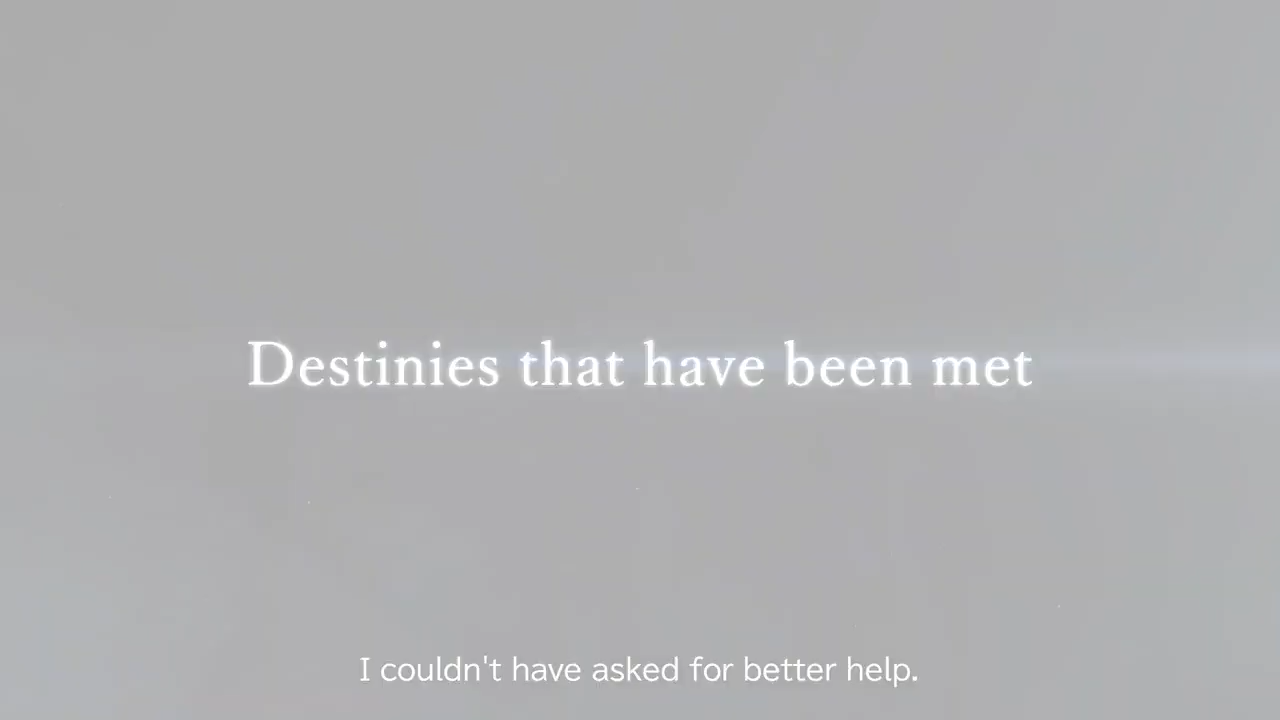 Destinies that have been met
I couldn't have asked for better help.